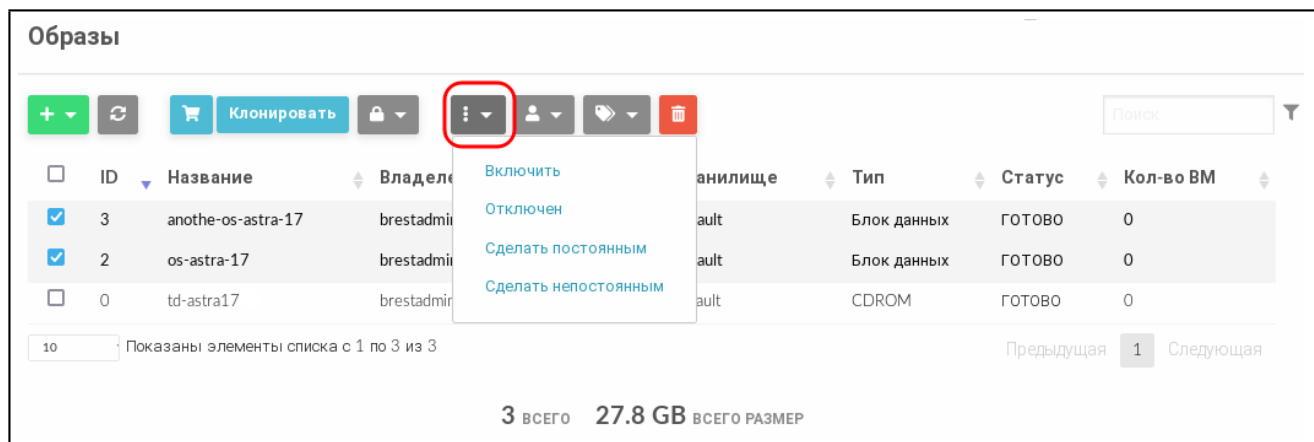 Образы
Клонировать
Поиск
ID Название Владеле анилище Тип Статус Кол-во ВМ
Включить
3 anothe-os-astra-17 brestadmi ault Блок данных ГОТОВО 0
Отключен
2 os-astra-17 brestadmi ault Блок данных ГОТОВО 0
Сделать постоянным
0 td-astra17 brestadmi ault CDROM ГОТОВО 0
Сделать непостоянным
10 Показаны элементы списка с 1 по 3 из 3 Предыдущая 1 Следующая
3 ВСЕГО 27.8 GB ВСЕГО РАЗМЕР